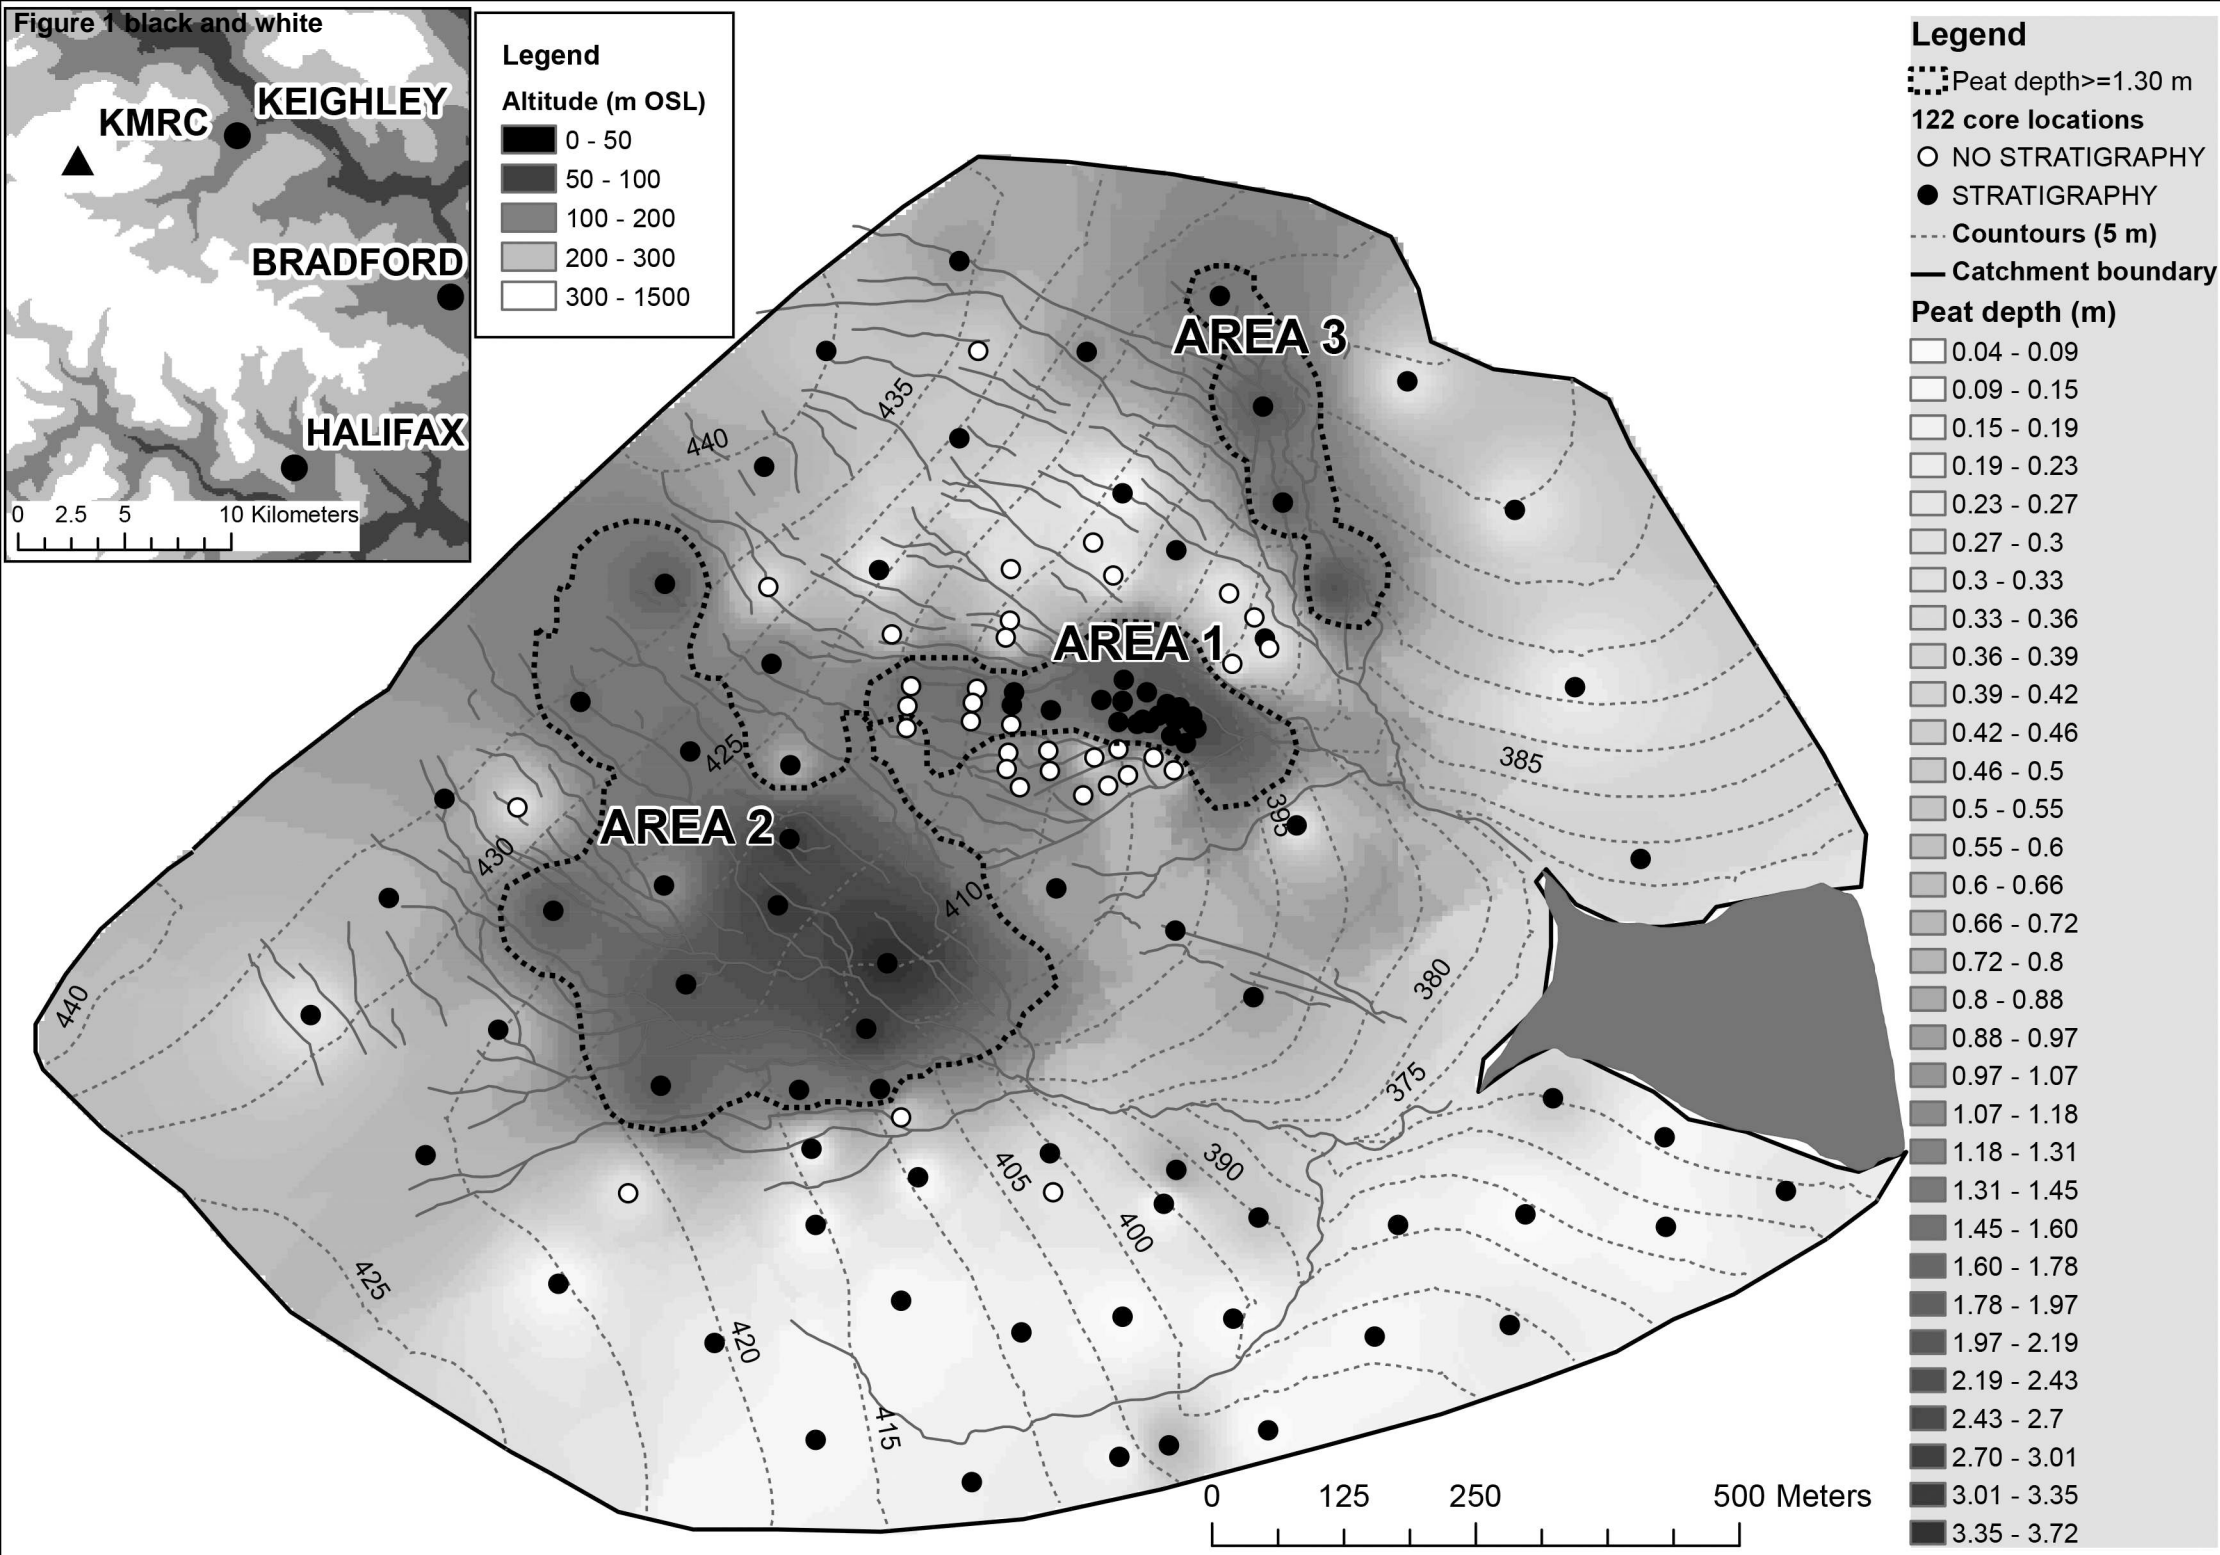 Figure 1 black and white
KEIGHLEY
KMRC
BRADFORD
HALIFAX
0 2.5 5 10 Kilometers
Legend
Altitude (m OSL)
0 - 50
50 - 100
100 - 200
200 - 300
300 - 1500
AREA 3
435
440
AREA 1
425
385
AREA 2
395
430
410
440
380
375
405
390
400
425
420
415
0 125 250 500 Meters
Legend
Peat depth>=1.30 m
122 core locations
NO STRATIGRAPHY
STRATIGRAPHY
Countours (5 m)
Catchment boundary
Peat depth (m)
0.04 - 0.09
0.09 - 0.15
0.15 - 0.19
0.19 - 0.23
0.23 - 0.27
0.27 - 0.3
0.3 - 0.33
0.33 - 0.36
0.36 - 0.39
0.39 - 0.42
0.42 - 0.46
0.46 - 0.5
0.5 - 0.55
0.55 - 0.6
0.6 - 0.66
0.66 - 0.72
0.72 - 0.8
0.8 - 0.88
0.88 - 0.97
0.97 - 1.07
1.07 - 1.18
1.18 - 1.31
1.31 - 1.45
1.45 - 1.60
1.60 - 1.78
1.78 - 1.97
1.97 - 2.19
2.19 - 2.43
2.43 - 2.7
2.70 - 3.01
3.01 - 3.35
3.35 - 3.72